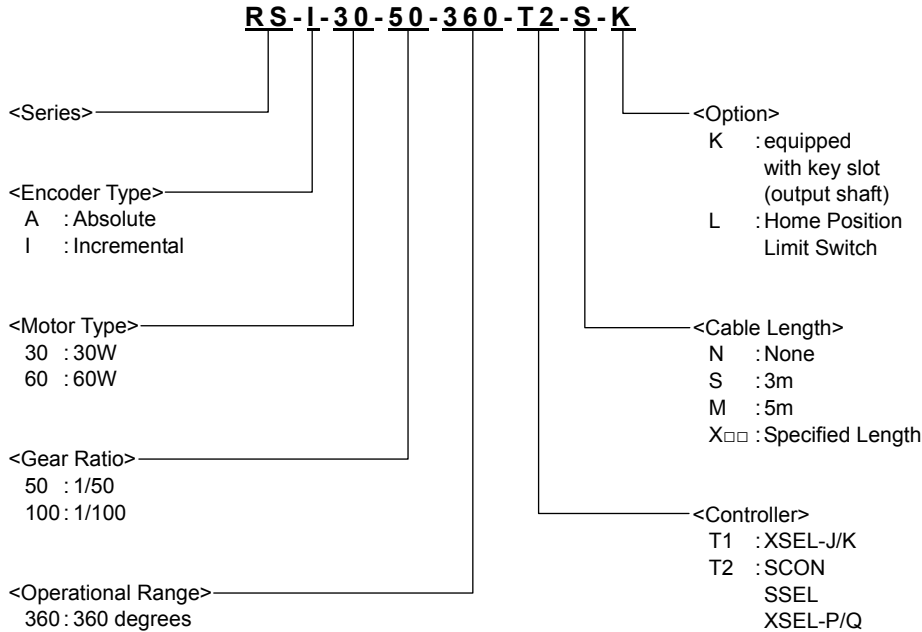 RS-I-30-50-360-T2-S-K
<Series>
<Encoder Type>
A : Absolute
I : Incremental
<Motor Type>
30 : 30W
60 : 60W
<Gear Ratio>
50 : 1/50
100 : 1/100
<Operational Range>
360 : 360 degrees
<Option>
K : equipped
with key slot
(output shaft)
L : Home Position
Limit Switch
<Cable Length>
N : None
S : 3m
M : 5m
X□□ : Specified Length
<Controller>
T1 : XSEL-J/K
T2 : SCON
SSEL
XSEL-P/Q